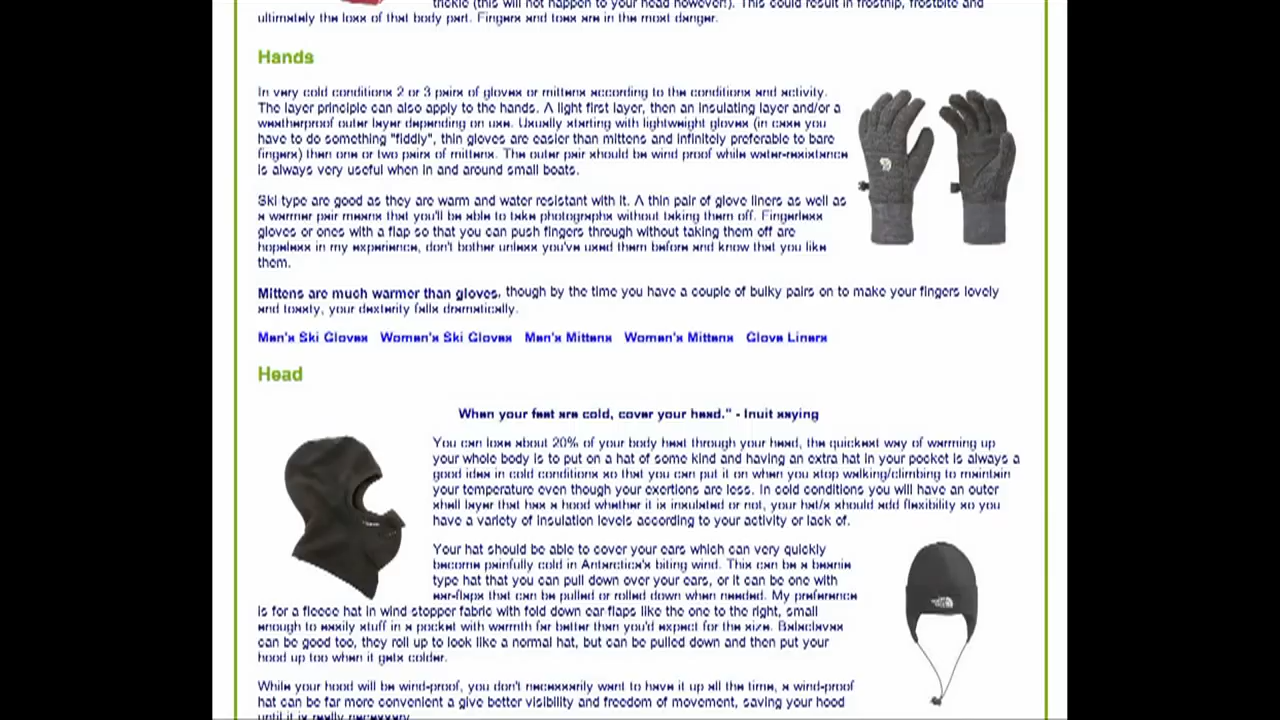 trickle (this will not happen to your head however!). This could result in frostnip, frostbite and
ultimately the loss of that body part. Fingers and toes are in the most danger.
Hands
In very cold conditions 2 or 3 pairs of gloves or mittens according to the conditions and activity.
The layer principle can also apply to the hands. A light first layer, then an insulating layer and/or a
weatherproof outer layer depending on use. Usually starting with lightweight gloves (in case you
have to do something "fiddly", thin gloves are easier than mittens and infinitely preferable to bare
fingers) then one or two pairs of mittens. The outer pair should be wind proof while water-resistance
is always very useful when in and around small boats.
Ski type are good as they are warm and water resistant with it. A thin pair of glove liners as well as
a warmer pair means that you'll be able to take photographs without taking them off. Fingerless
gloves or ones with a flap so that you can push fingers through without taking them off are
hopeless in my experience, don't bother unless you've used them before and know that you like
them.
Mittens are much warmer than gloves, though by the time you have a couple of bulky pairs on to make your fingers lovely
and toasty, your dexterity falls dramatically.
Men's Ski Gloves Women's Ski Gloves Men's Mittens Women's Mittens Glove Liners
Head
When your feet are cold, cover your head." - Inuit saying
You can lose about 20% of your body heat through your head, the quickest way of warming up
your whole body is to put on a hat of some kind and having an extra hat in your pocket is always a
good idea in cold conditions so that you can put it on when you stop walking/climbing to maintain
your temperature even though your exertions are less. In cold conditions you will have an outer
shell layer that has a hood whether it is insulated or not, your hat/s should add flexibility so you
have a variety of insulation levels according to your activity or lack of.
Your hat should be able to cover your ears which can very quickly
become painfully cold in Antarctica's biting wind. This can be a beanie
type hat that you can pull down over your ears, or it can be one with
ear-flaps that can be pulled or rolled down when needed. My preference
is for a fleece hat in wind stopper fabric with fold down ear flaps like the one to the right, small
enough to easily stuff in a pocket with warmth far better than you'd expect for the size. Balaclavas
can be good too, they roll up to look like a normal hat, but can be pulled down and then put your
hood up too when it gets colder.
While your hood will be wind-proof, you don't necessarily want to have it up all the time, a wind-proof
hat can be far more convenient a give better visibility and freedom of movement, saving your hood
until it is really necessary.